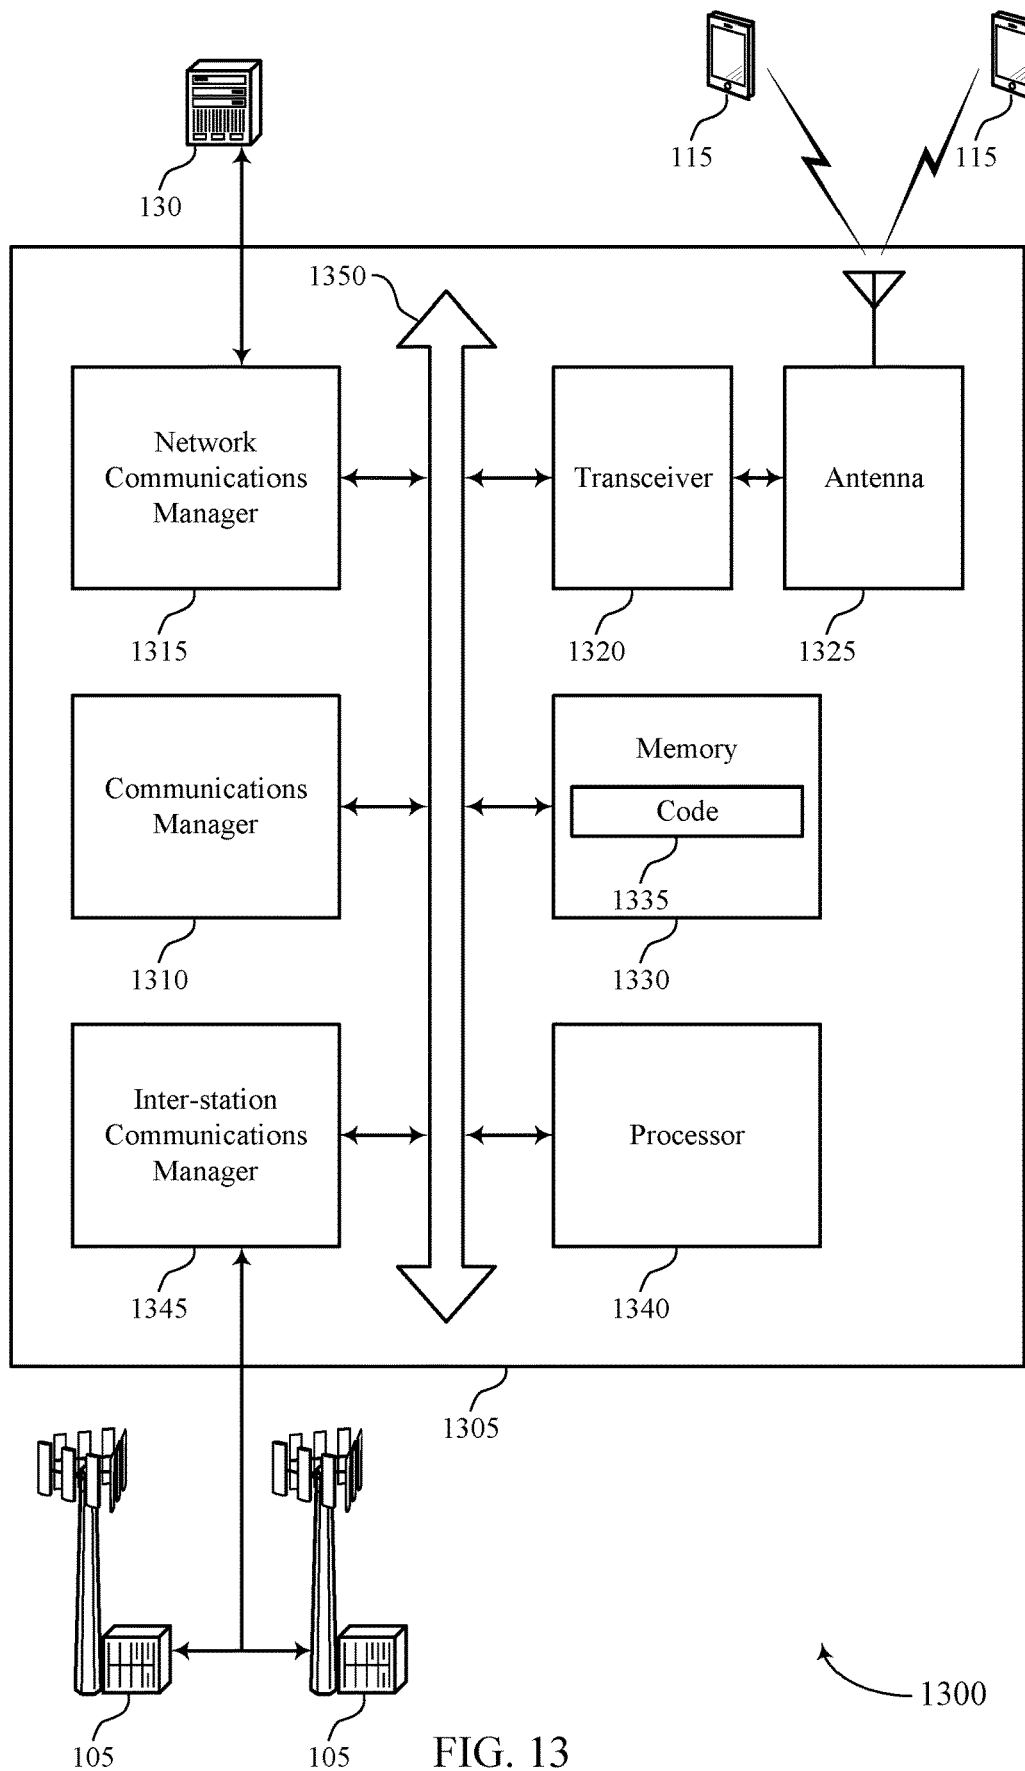 115
115
130
1350
Network
Communications
Manager
Transceiver
Antenna
1315
1320
1325
Communications
Manager
Memory
Code
1335
1310
1330
Inter-station
Communications
Manager
Processor
1345
1340
1305
1300
105
105
FIG. 13